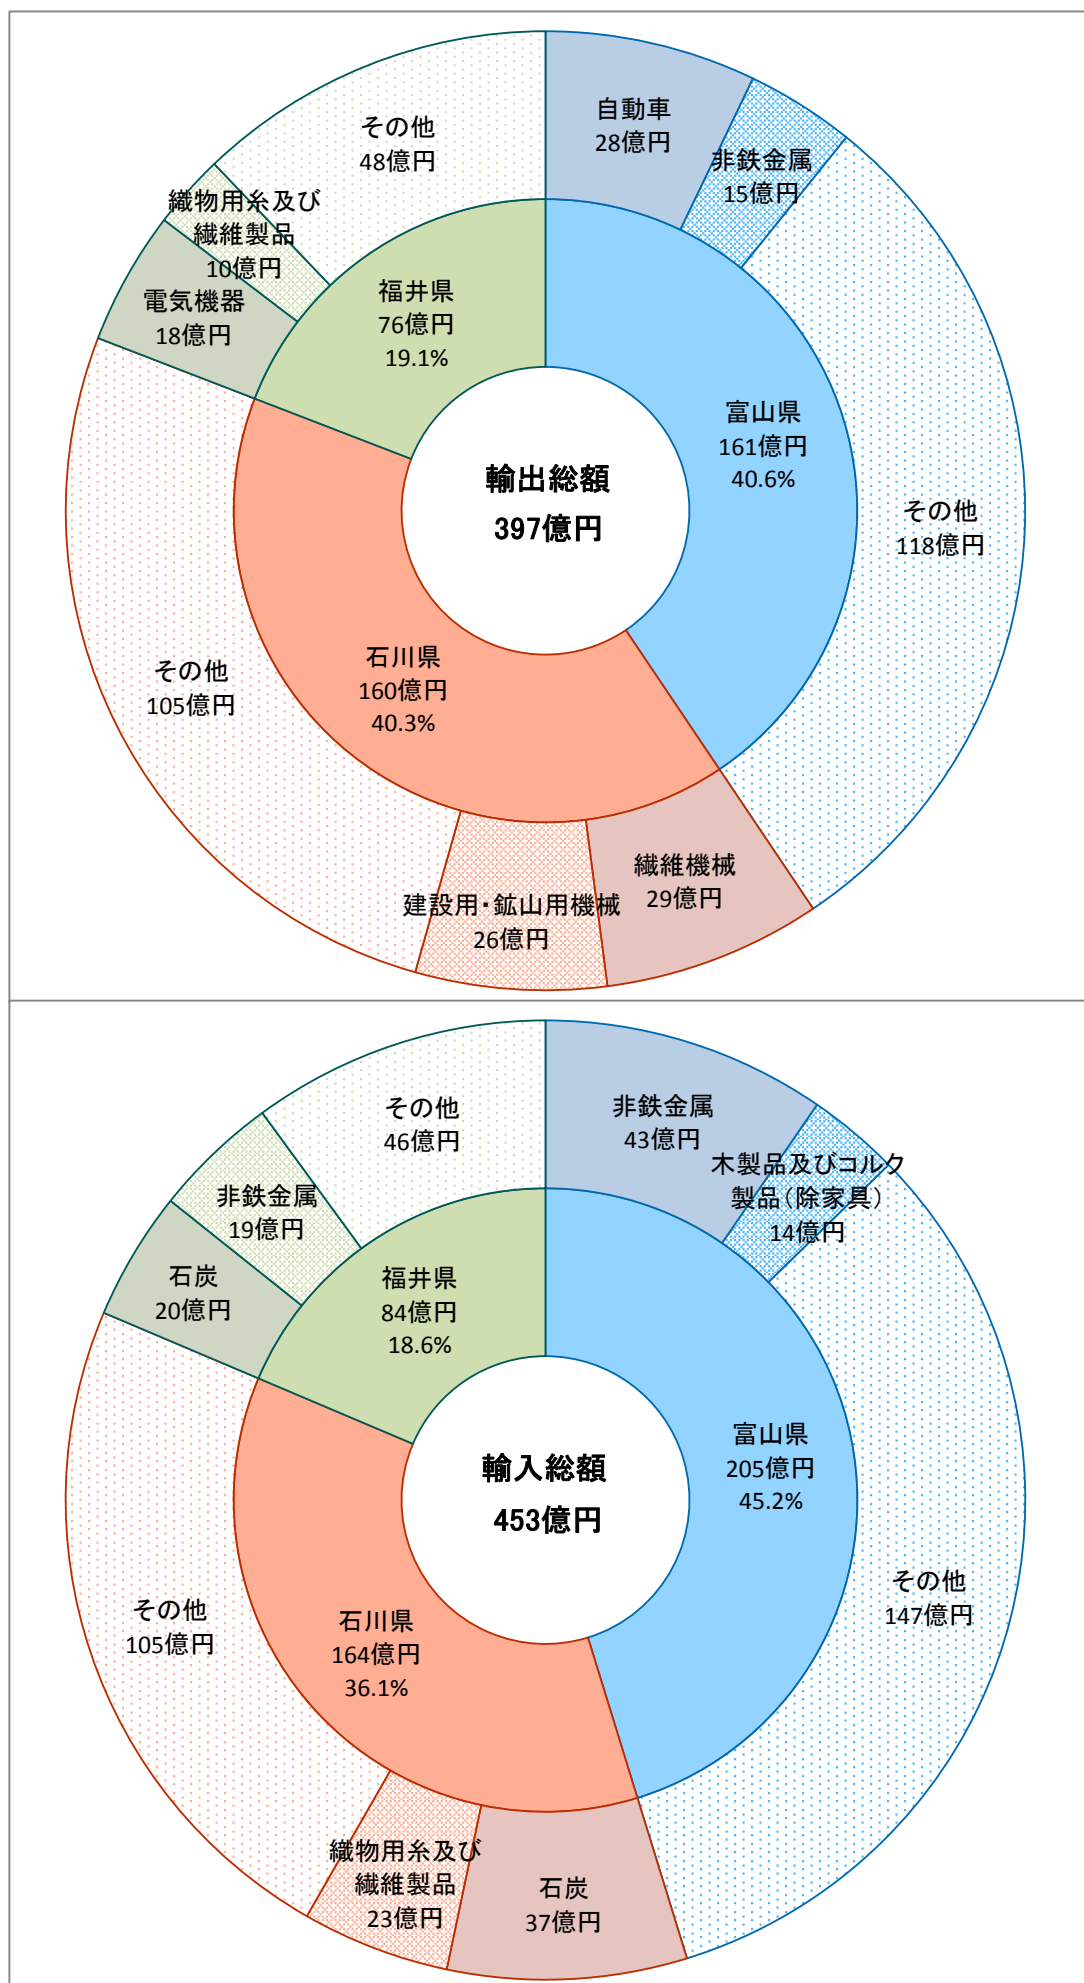 輸出総額
397億円
富山県
161億円
40.6%
自動車
28億円
非鉄金属
15億円
その他
118億円
石川県
160億円
40.3%
繊維機械
29億円
建設用・鉱山用機械
26億円
その他
105億円
福井県
76億円
19.1%
電気機器
18億円
織物用糸及び
繊維製品
10億円
その他
48億円
輸入総額
453億円
富山県
205億円
45.2%
非鉄金属
43億円
木製品及びコルク
製品(除家具)
14億円
その他
147億円
石川県
164億円
36.1%
石炭
37億円
織物用糸及び
繊維製品
23億円
その他
105億円
福井県
84億円
18.6%
石炭
20億円
非鉄金属
19億円
その他
46億円